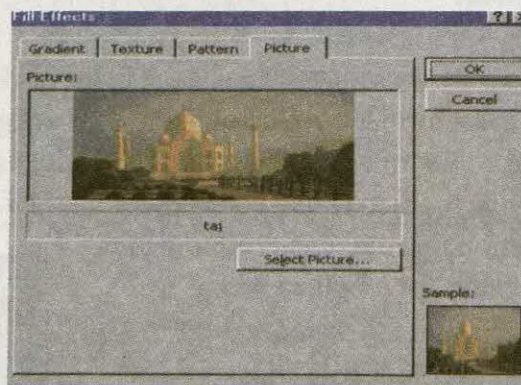 Fill Effects
Gradient Texture Pattern Picture
Picture:
OK
Cancel
taj
Select Picture...
Sample: